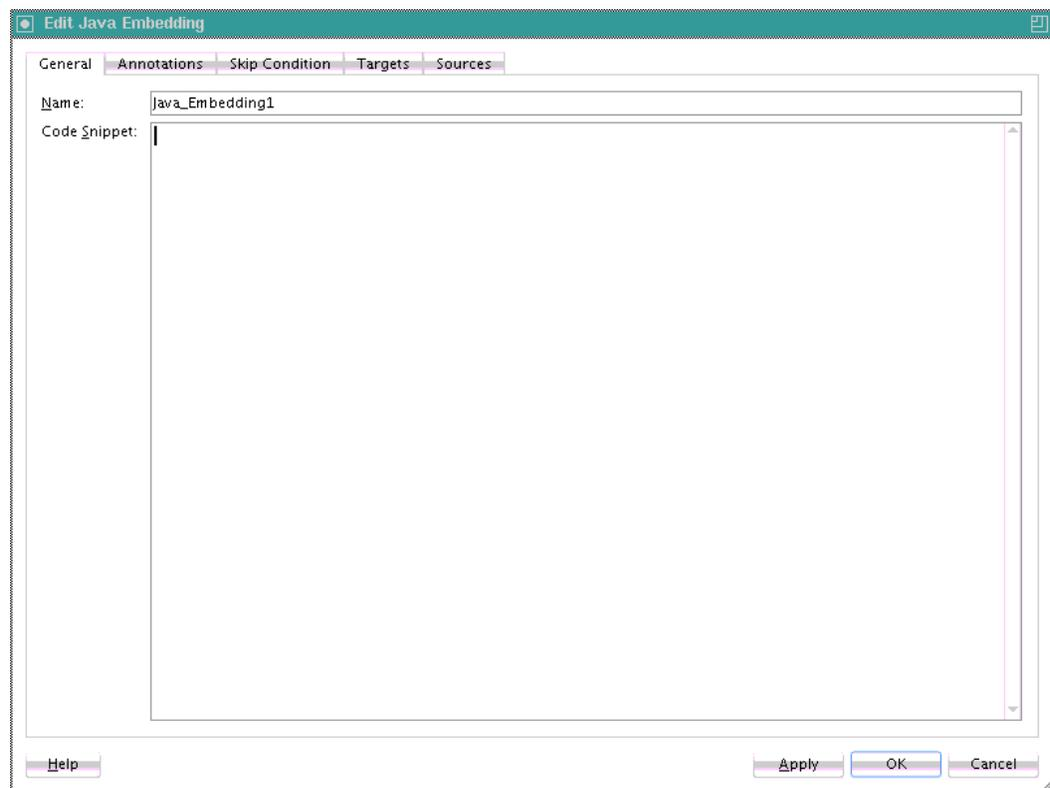 Edit Java Embedding
General Annotations Skip Condition Targets Sources
Name: Java_Embedding1
Code Snippet:
Help Apply OK Cancel